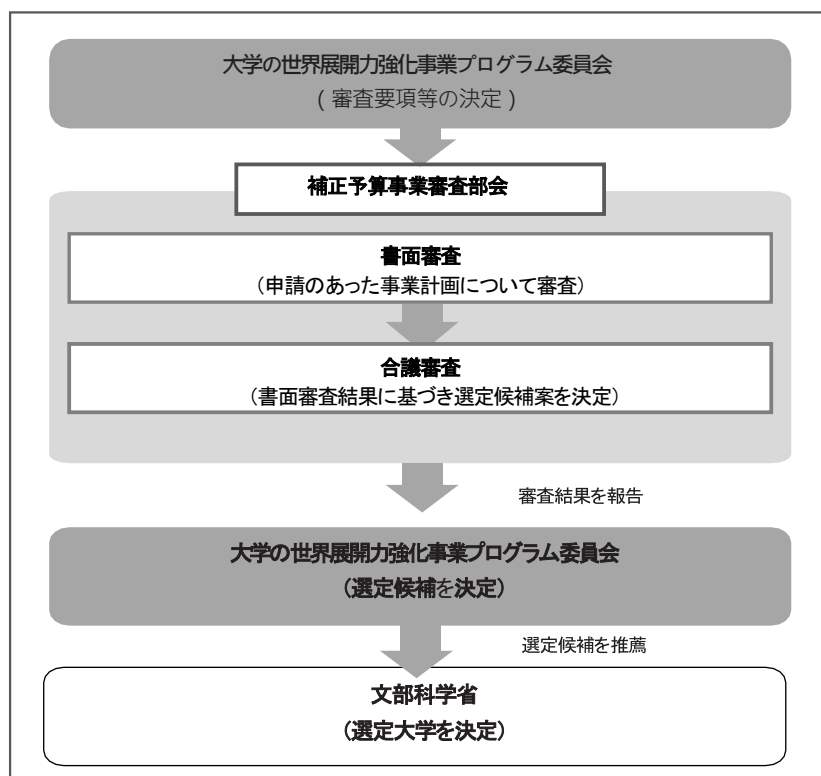 大学の世界展開力強化事業プログラム委員会
(審査要項等の決定)
補正予算事業審査部会
書面審査
(申請のあった事業計画について審査)
合議審査
(書面審査結果に基づき選定候補案を決定)
審査結果を報告
大学の世界展開力強化事業プログラム委員会
(選定候補を決定)
選定候補を推薦
文部科学省
(選定大学を決定)